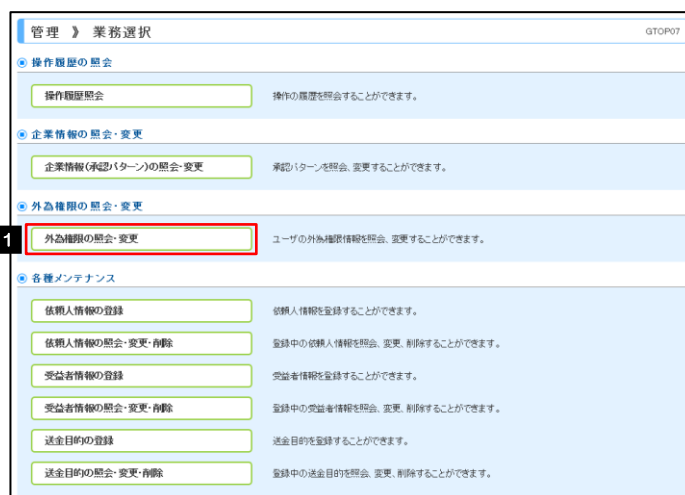 管理 》 業務選択 GTOP07
操作履歴の照会
操作履歴照会 操作の履歴を照会することができます。
企業情報の照会・変更
企業情報(承認パターン)の照会・変更 承認パターンを照会、変更することができます。
外為権限の照会・変更
1 外為権限の照会・変更 ユーザの外為権限情報を照会、変更することができます。
各種メンテナンス
依頼人情報の登録 依頼人情報を登録することができます。
依頼人情報の照会・変更・削除 登録中の依頼人情報を照会、変更、削除することができます。
受益者情報の登録 受益者情報を登録することができます。
受益者情報の照会・変更・削除 登録中の受益者情報を照会、変更、削除することができます。
送金目的の登録 送金目的を登録することができます。
送金目的の照会・変更・削除 登録中の送金目的を照会、変更、削除することができます。